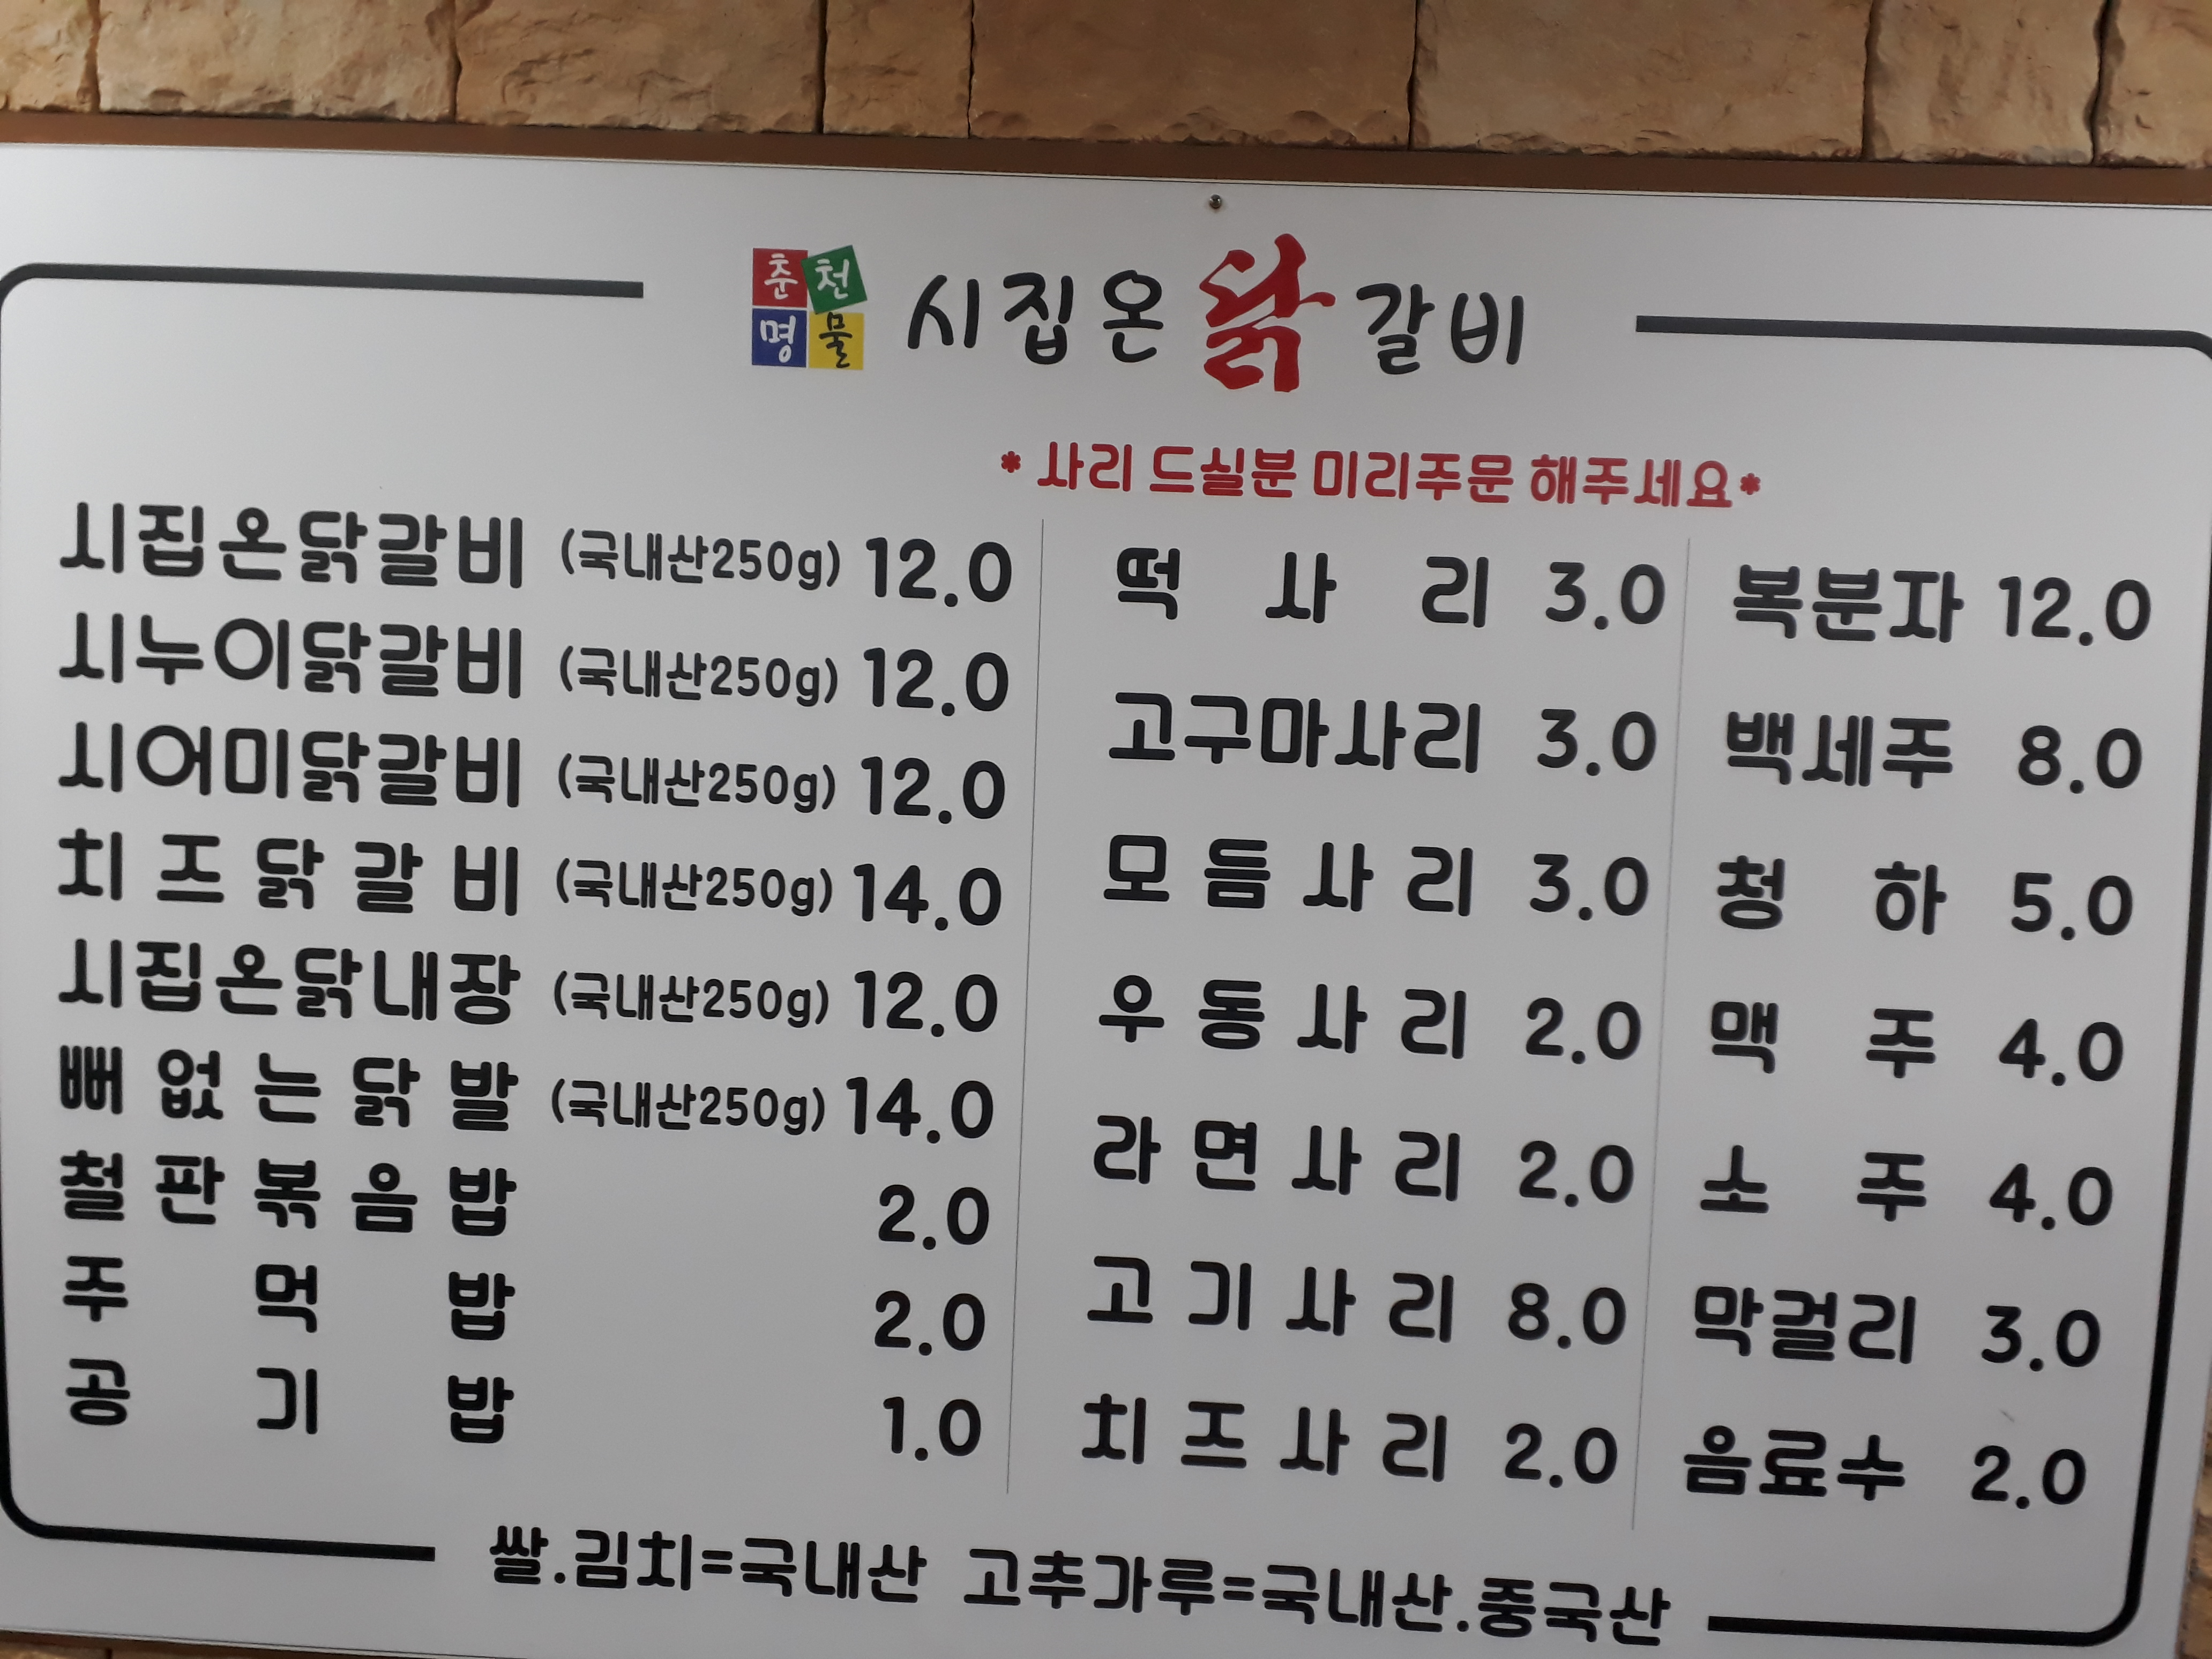 춘천
명물
시집온닭갈비
* 사리 드실분 미리주문 해주세요*
시집온닭갈비 (국내산250g) 12.0
시누이닭갈비 (국내산250g) 12.0
시어미닭갈비 (국내산250g) 12.0
치즈닭갈비 (국내산250g) 14.0
시집온닭내장 (국내산250g) 12.0
뼈없는닭발 (국내산250g) 14.0
철판볶음밥 2.0
주먹밥 2.0
공기밥 1.0
떡사리 3.0
고구마사리 3.0
모듬사리 3.0
우동사리 2.0
라면사리 2.0
고기사리 8.0
치즈사리 2.0
복분자 12.0
백세주 8.0
청하 5.0
맥주 4.0
소주 4.0
막걸리 3.0
음료수 2.0
쌀.김치=국내산 고추가루=국내산.중국산